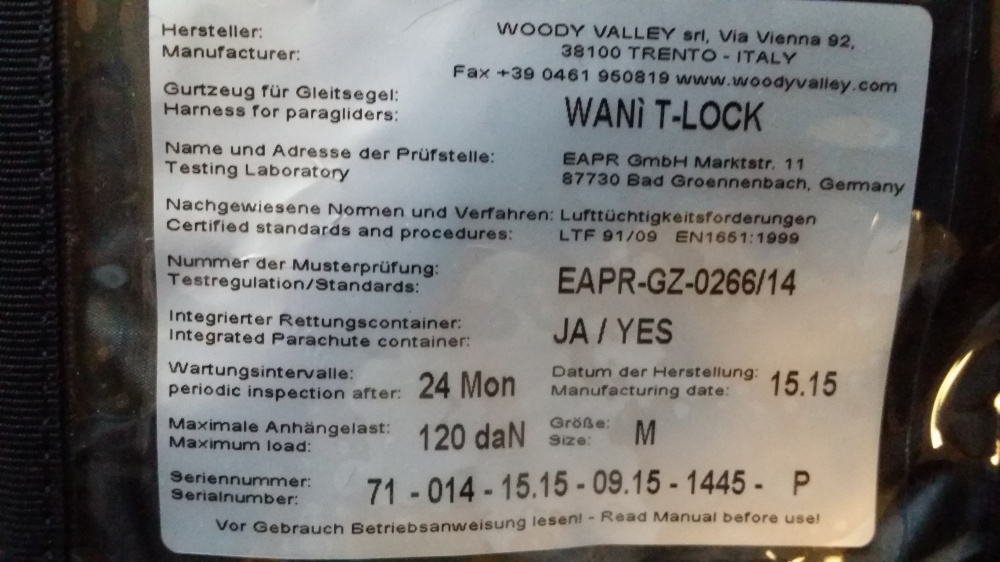 Hersteller:
Manufacturer:
WOODY VALLEY srl, Via Vienna 92,
38100 TRENTO - ITALY
Fax +39 0461 950819 www.woodyvalley.com
Gurtzeug für Gleitsegel:
Harness for paragliders:
WANÌ T-LOCK
Name und Adresse der Prüfstelle:
Testing Laboratory
EAPR GmbH Marktstr. 11
87730 Bad Groennenbach, Germany
Nachgewiesene Normen und Verfahren: Lufttüchtigkeitsforderungen
Certified standards and procedures: LTF 91/09 EN1651:1999
Nummer der Musterprüfung:
Testregulation/Standards:
EAPR-GZ-0266/14
Integrierter Rettungscontainer:
Integrated Parachute container:
JA / YES
Wartungsintervalle:
periodic inspection after: 24 Mon
Datum der Herstellung:
Manufacturing date: 15.15
Maximale Anhängelast:
Maximum load: 120 daN
Größe:
Size: M
Seriennummer:
Serialnumber:
71 - 014 - 15.15 - 09.15 - 1445 - P
Vor Gebrauch Betriebsanweisung lesen! - Read Manual before use!